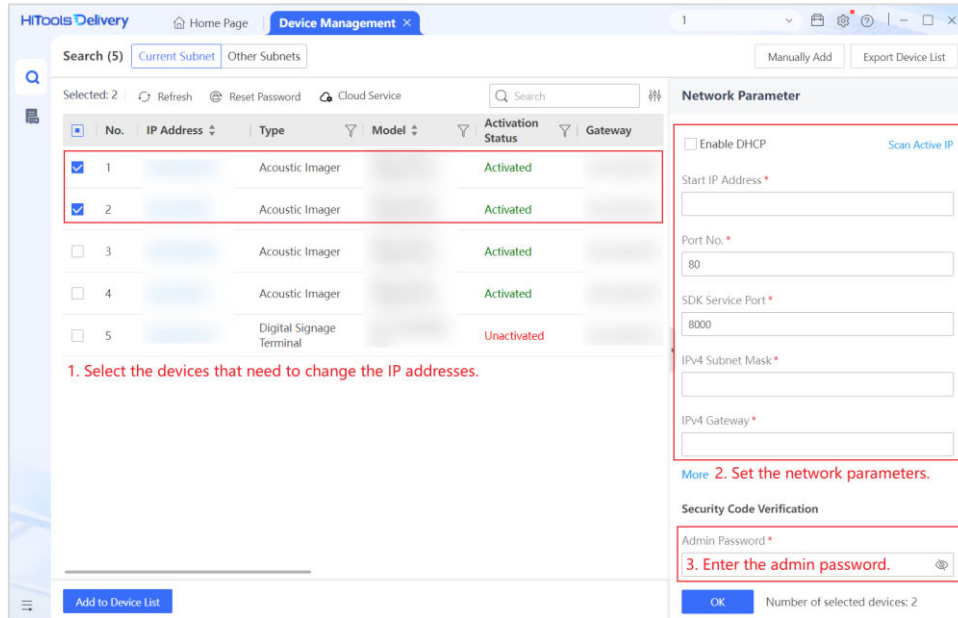 HiTools Delivery Home Page Device Management × 1
Search (5) Current Subnet Other Subnets Manually Add Export Device List
Selected: 2 Refresh Reset Password Cloud Service Search
No. IP Address Type Model Activation Status Gateway
1 Acoustic Imager Activated
2 Acoustic Imager Activated
3 Acoustic Imager Activated
4 Acoustic Imager Activated
5 Digital Signage Terminal Unactivated
1. Select the devices that need to change the IP addresses.
Add to Device List
Network Parameter
Enable DHCP Scan Active IP
Start IP Address *
Port No. *
80
SDK Service Port *
8000
IPv4 Subnet Mask *
IPv4 Gateway *
More 2. Set the network parameters.
Security Code Verification
Admin Password *
3. Enter the admin password.
OK Number of selected devices: 2